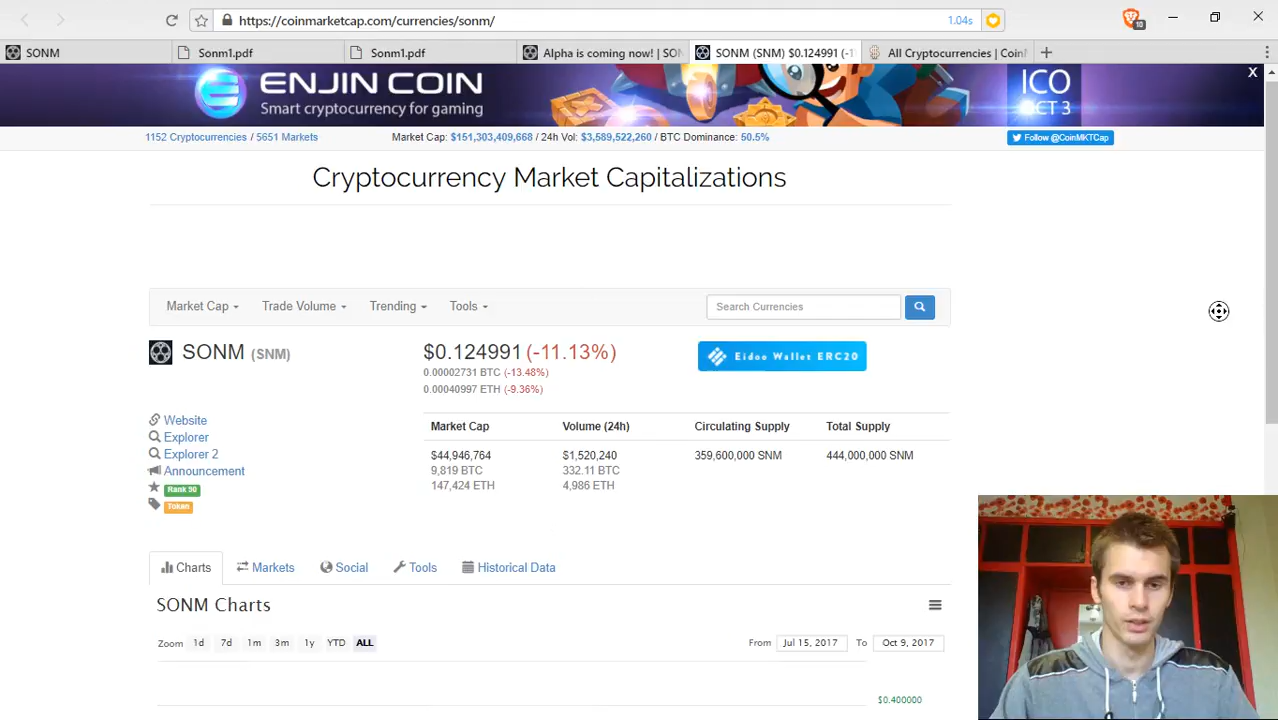 https://coinmarketcap.com/currencies/sonm/
1.04s
10
SONM
Sonm1.pdf
Sonm1.pdf
Alpha is coming now! | SON
SONM (SNM) $0.124991 (-1
All Cryptocurrencies | CoinM
ENJIN COIN
Smart cryptocurrency for gaming
ICO
OCT 3
X
1152 Cryptocurrencies / 5651 Markets
Market Cap: $151,303,409,668 / 24h Vol: $3,589,522,260 / BTC Dominance: 50.5%
Follow @CoinMKTCap
Cryptocurrency Market Capitalizations
Market Cap
Trade Volume
Trending
Tools
Search Currencies
SONM (SNM)
$0.124991 (-11.13%)
0.00002731 BTC (-13.48%)
0.00040997 ETH (-9.36%)
Eidoo Wallet ERC20
Website
Explorer
Explorer 2
Announcement
Rank 90
Token
Market Cap
Volume (24h)
Circulating Supply
Total Supply
$44,946,764
$1,520,240
359,600,000 SNM
444,000,000 SNM
9,819 BTC
332.11 BTC
147,424 ETH
4,986 ETH
Charts
Markets
Social
Tools
Historical Data
SONM Charts
Zoom 1d 7d 1m 3m 1y YTD ALL
From Jul 15, 2017 To Oct 9, 2017
$0.400000